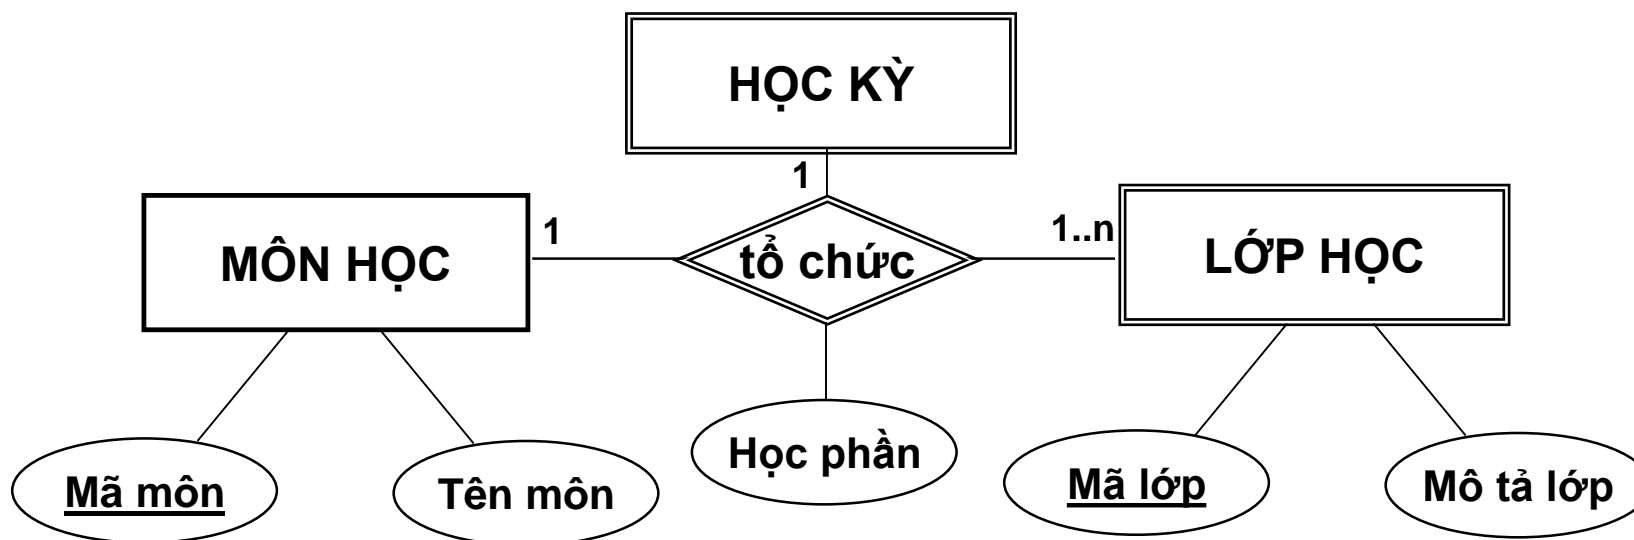 HỌC KỲ
1
MÔN HỌC
1
tổ chức
1..n
LỚP HỌC
Mã môn
Tên môn
Học phần
Mã lớp
Mô tả lớp